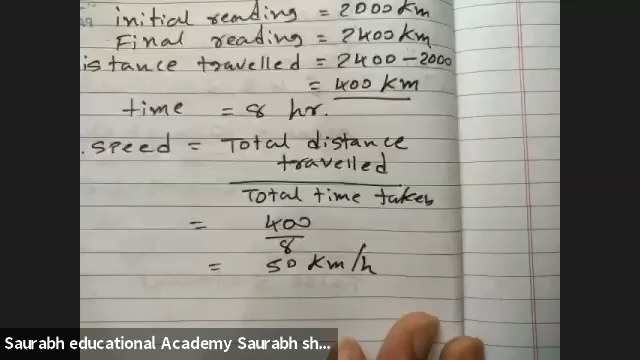 initial reading = 2000 km
Final reading = 2400 km
istance travelled = 2400 - 2000
= 400 km
time = 8 hr.
. speed = Total distance
travelled
Total time taken
= 400
8
= 50 km/h
Saurabh educational Academy Saurabh sh...